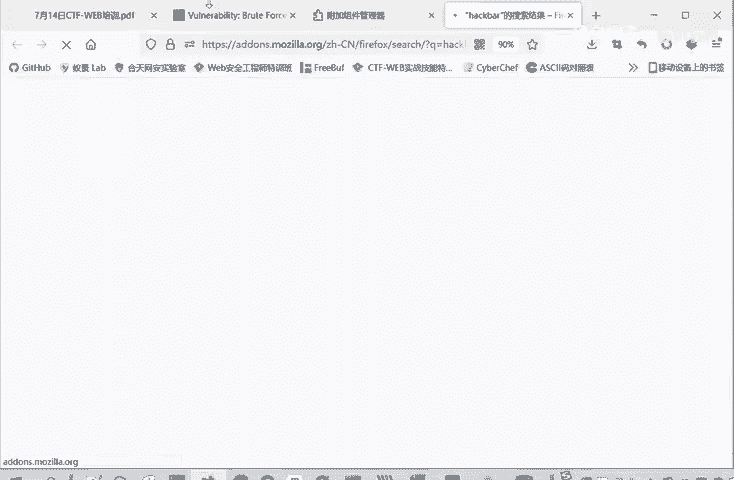 7月14日CTF-WEB培训.pdf
Vulnerability: Brute Force
附加组件管理器
"hackbar"的搜索结果 – Fi
https://addons.mozilla.org/zh-CN/firefox/search/?q=hackl
90%
GitHub
蚁景 Lab
合天网安实验室
Web安全工程师特训班
FreeBuf
CTF-WEB实战技能特...
CyberChef
ASCII码对照表
移动设备上的书签
addons.mozilla.org